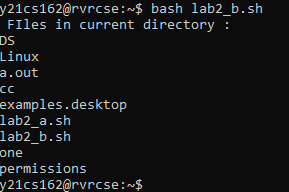 y21cs162@rvrcse:~$ bash lab2_b.sh
FIles in current directory :
DS
Linux
a.out
cc
examples.desktop
lab2_a.sh
lab2_b.sh
one
permissions
y21cs162@rvrcse:~$